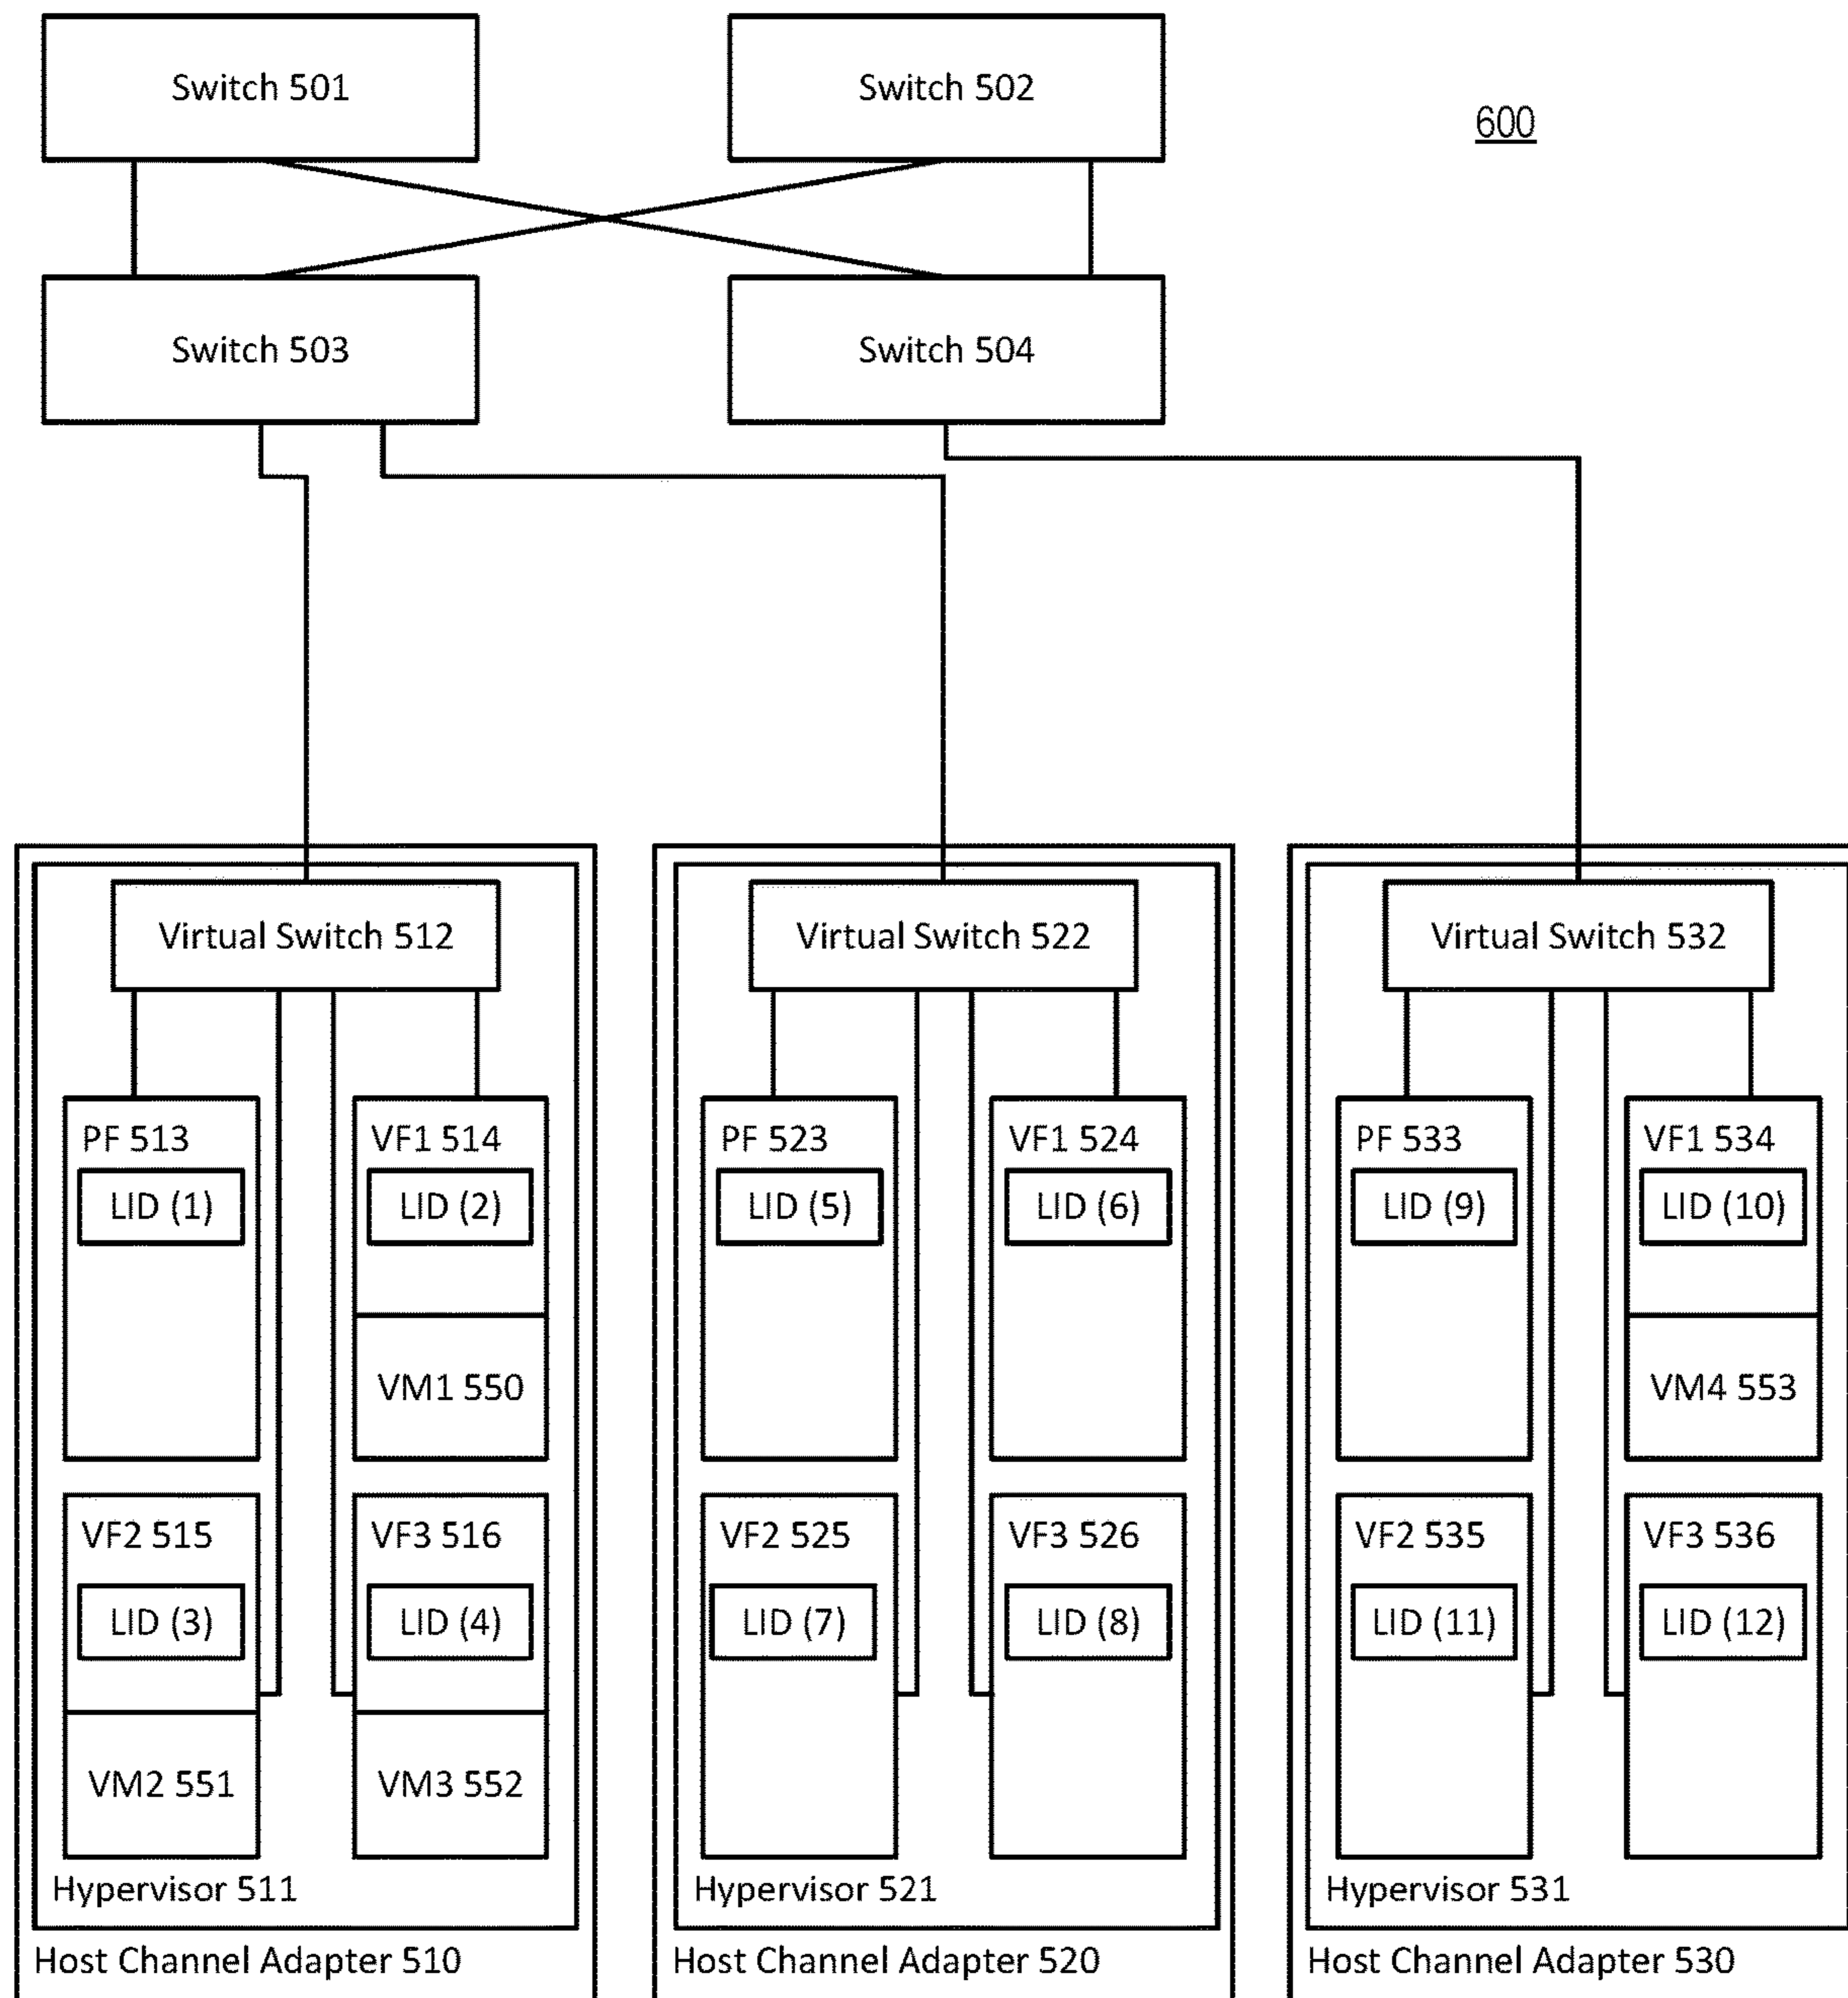 Switch 501
Switch 502
600
Switch 503
Switch 504
Virtual Switch 512
Virtual Switch 522
Virtual Switch 532
PF 513
LID (1)
VF1 514
LID (2)
VM1 550
VF2 515
LID (3)
VM2 551
VF3 516
LID (4)
VM3 552
Hypervisor 511
Host Channel Adapter 510
PF 523
LID (5)
VF1 524
LID (6)
VF2 525
LID (7)
VF3 526
LID (8)
Hypervisor 521
Host Channel Adapter 520
PF 533
LID (9)
VF1 534
LID (10)
VM4 553
VF2 535
LID (11)
VF3 536
LID (12)
Hypervisor 531
Host Channel Adapter 530